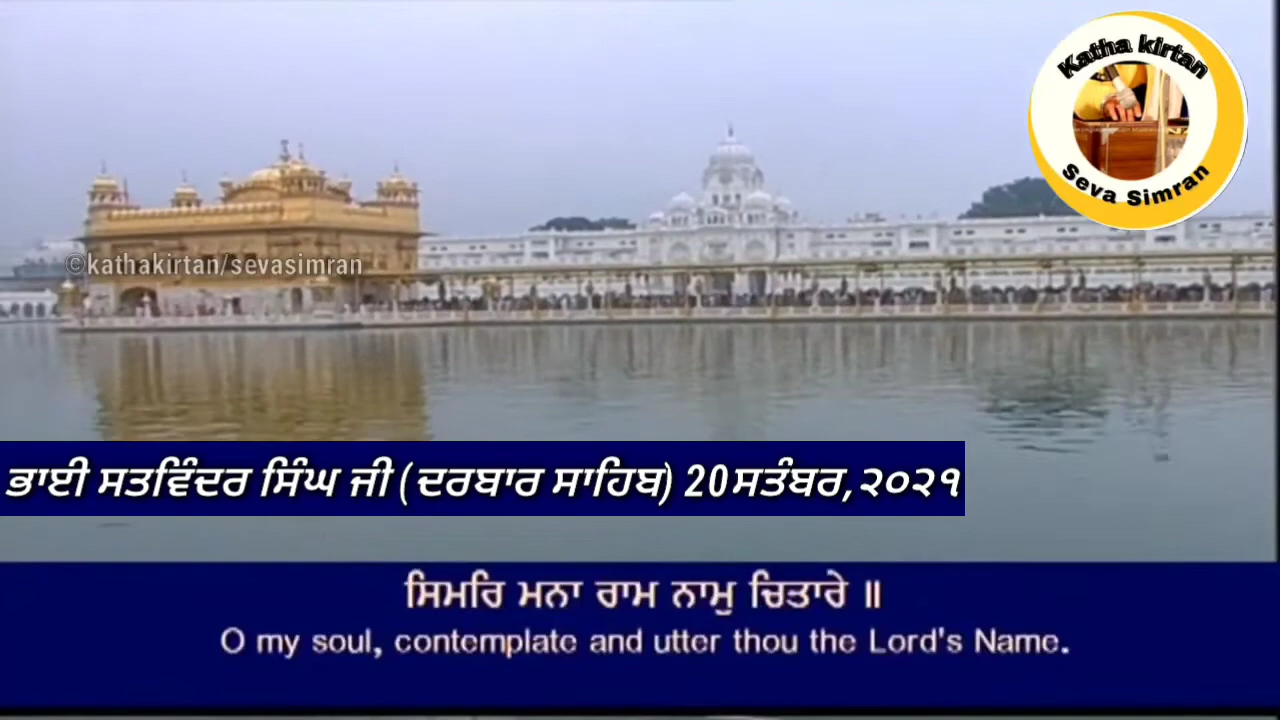 Katha kirtan
Seva Simran
©kathakirtan/sevasimran
ਭਾਈ ਸਤਵਿੰਦਰ ਸਿੰਘ ਜੀ (ਦਰਬਾਰ ਸਾਹਿਬ) 20ਸਤੰਬਰ,੨੦੨੧
ਸਿਮਰਿ ਮਨਾ ਰਾਮ ਨਾਮੁ ਚਿਤਾਰੇ ॥
O my soul, contemplate and utter thou the Lord's Name.